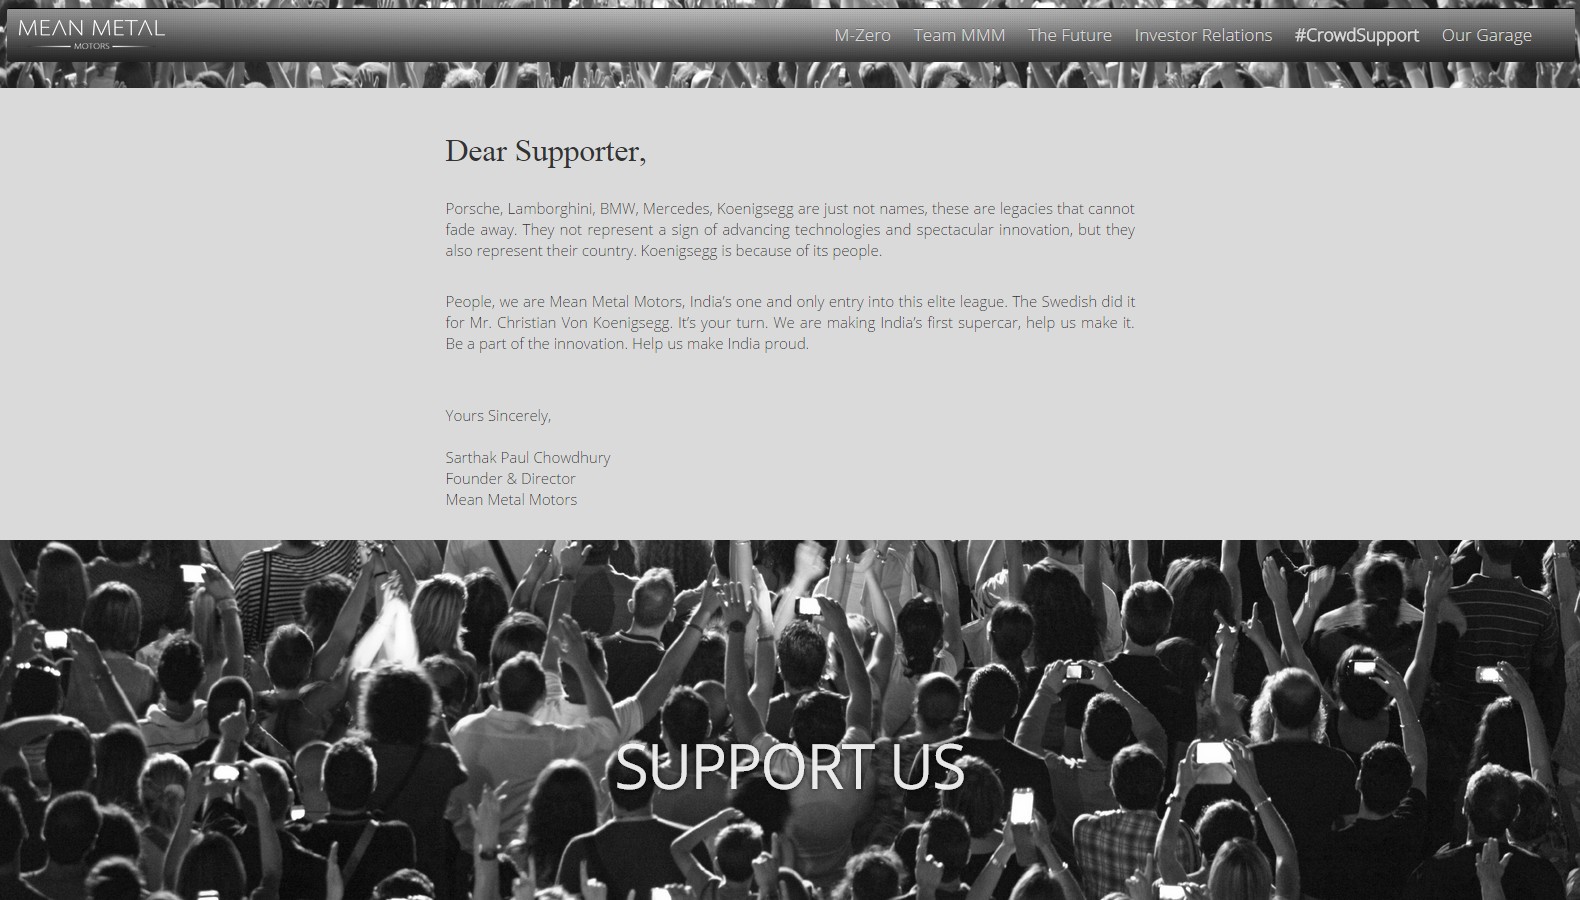 MEAN METAL
MOTORS
M-Zero Team MMM The Future Investor Relations #CrowdSupport Our Garage
Dear Supporter,
Porsche, Lamborghini, BMW, Mercedes, Koenigsegg are just not names, these are legacies that cannot
fade away. They not represent a sign of advancing technologies and spectacular innovation, but they
also represent their country. Koenigsegg is because of its people.
People, we are Mean Metal Motors, India’s one and only entry into this elite league. The Swedish did it
for Mr. Christian Von Koenigsegg. It’s your turn. We are making India’s first supercar, help us make it.
Be a part of the innovation. Help us make India proud.
Yours Sincerely,
Sarthak Paul Chowdhury
Founder & Director
Mean Metal Motors
SUPPORT US